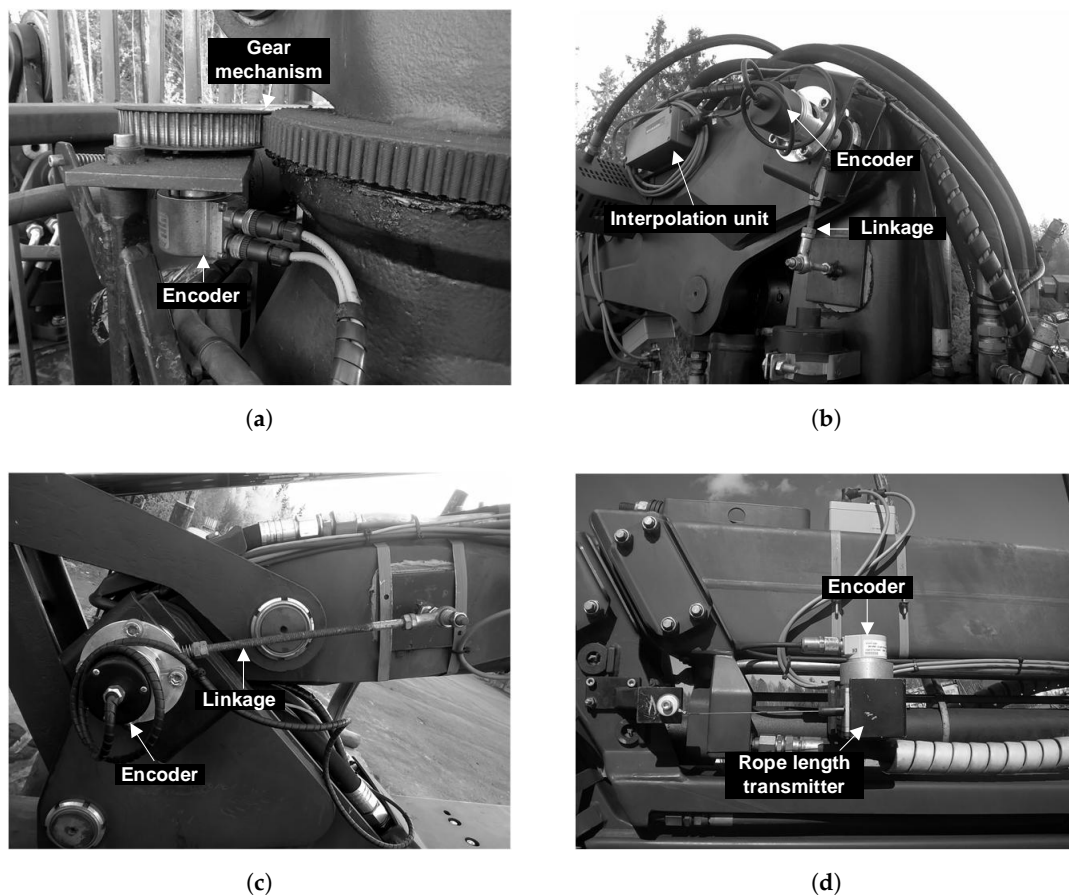 Gear
mechanism
Encoder
(a)
Encoder
Interpolation unit
Linkage
(b)
Linkage
Encoder
(c)
Encoder
Rope length
transmitter
(d)